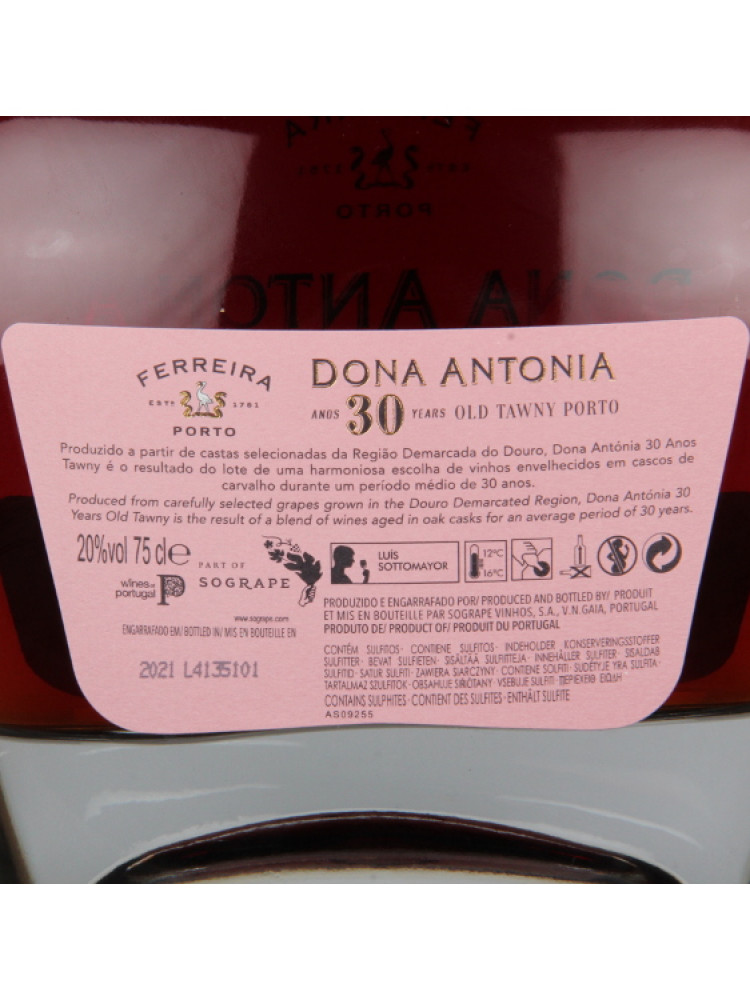 PORTO
DONA ANTON
FERREIRA
ESTD 1751
PORTO
DONA ANTONIA
ANOS 30 YEARS OLD TAWNY PORTO
Produzido a partir de castas selecionadas da Região Demarcada do Douro, Dona Antónia 30 Anos
Tawny é o resultado do lote de uma harmoniosa escolha de vinhos envelhecidos em cascos de
carvalho durante um período médio de 30 anos.
Produced from carefully selected grapes grown in the Douro Demarcated Region, Dona Antónia 30
Years Old Tawny is the result of a blend of wines aged in oak casks for an average period of 30 years.
20%vol 75 cl e
wines of
portugal
PART OF
SOGRAPE
www.sogrape.com
ENGARRAFADO EM/ BOTTLED IN/ MIS EN BOUTEILLE EN
2021 L4135101
LUÍS
SOTTOMAYOR
12°C
16°C
PRODUZIDO E ENGARRAFADO POR/ PRODUCED AND BOTTLED BY/ PRODUIT
ET MIS EN BOUTEILLE PAR SOGRAPE VINHOS, S.A., V.N.GAIA, PORTUGAL
PRODUTO DE/ PRODUCT OF/ PRODUIT DU PORTUGAL
CONTÉM SULFITOS· CONTIENE SULFITOS· INDEHOLDER KONSERVERINGSSTOFFER
SULFITTER· BEVAT SULFIETEN· SISÄLTÄÄ SULFIITTEJA· INNEHÅLLER SULFITER· SISALDAB
SULFITID· SATUR SULFITI· ZAWIERA SIARCZYNY· CONTIENE SOLFITI· SUDĖTYJE YRA SULFITA·
TARTALMAZ SZULFITOK· OBSAHUJE SIŘIČITANY· VSEBUJE SULFITI· ΠΕΡΙΕΧΕΙ ΘΕΙΩΔΗ
CONTAINS SULPHITES· CONTIENT DES SULFITES· ENTHÄLT SULFITE
AS09255